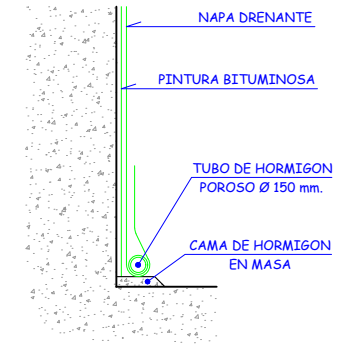 NAPA DRENANTE
PINTURA BITUMINOSA
TUBO DE HORMIGON
POROSO Ø 150 mm.
CAMA DE HORMIGON
EN MASA